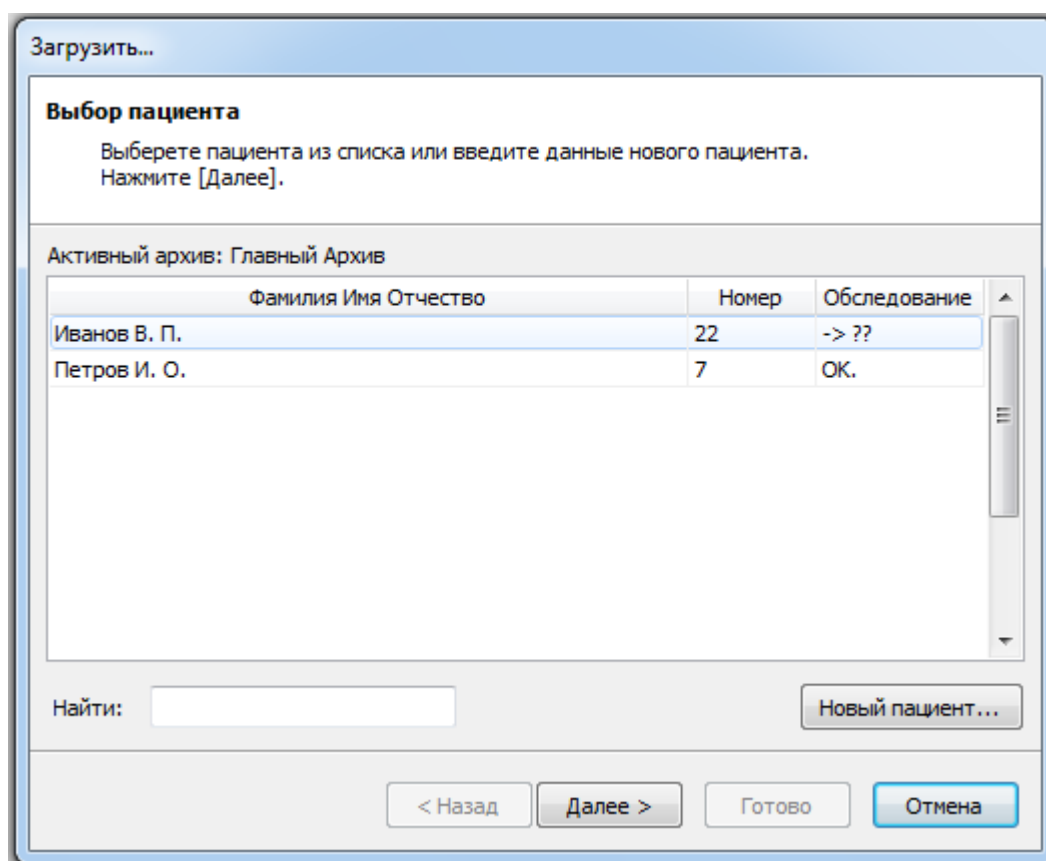 Загрузить...
Выбор пациента
Выберете пациента из списка или введите данные нового пациента.
Нажмите [Далее].
Активный архив: Главный Архив
Фамилия Имя Отчество Номер Обследование
Иванов В. П. 22 -> ??
Петров И. О. 7 ОК.
Найти: Новый пациент...
< Назад Далее > Готово Отмена